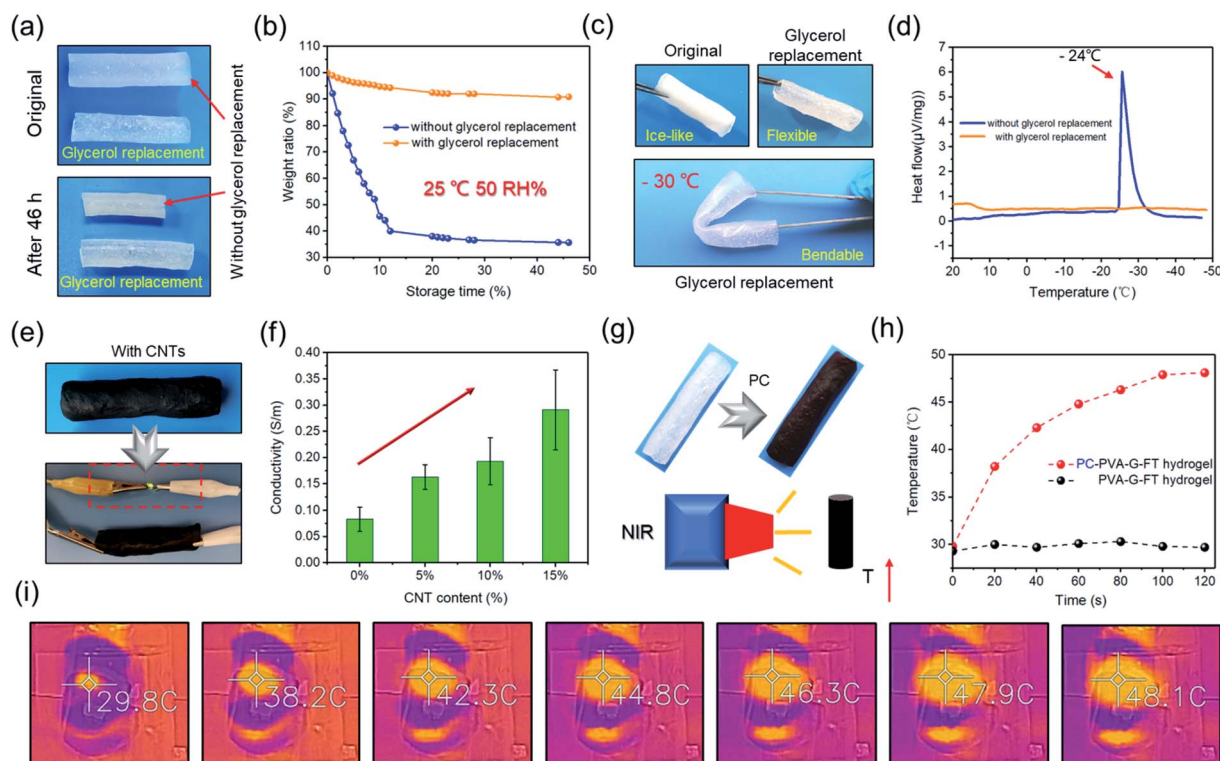 (a)
Original
Glycerol replacement
After 46 h
Glycerol replacement
Without glycerol replacement
(b)
110
100
90
80
70
60
50
40
30
Weight ratio (%)
without glycerol replacement
with glycerol replacement
25 ℃ 50 RH%
0
10
20
30
40
50
Storage time (%)
(c)
Original
Glycerol replacement
Ice-like
Flexible
- 30 ℃
Bendable
Glycerol replacement
(d)
- 24℃
7
6
5
4
3
2
1
0
-1
Heat flow(μV/mg))
without glycerol replacement
with glycerol replacement
20
10
0
-10
-20
-30
-40
-50
Temperature (℃)
(e)
With CNTs
(f)
0.40
0.35
0.30
0.25
0.20
0.15
0.10
0.05
0.00
Conductivity (S/m)
0%
5%
10%
15%
CNT content (%)
(g)
PC
NIR
T
(h)
50
45
40
35
30
Temperature (℃)
PC-PVA-G-FT hydrogel
PVA-G-FT hydrogel
0
20
40
60
80
100
120
Time (s)
(i)
29.8C
38.2C
42.3C
44.8C
46.3C
47.9C
48.1C